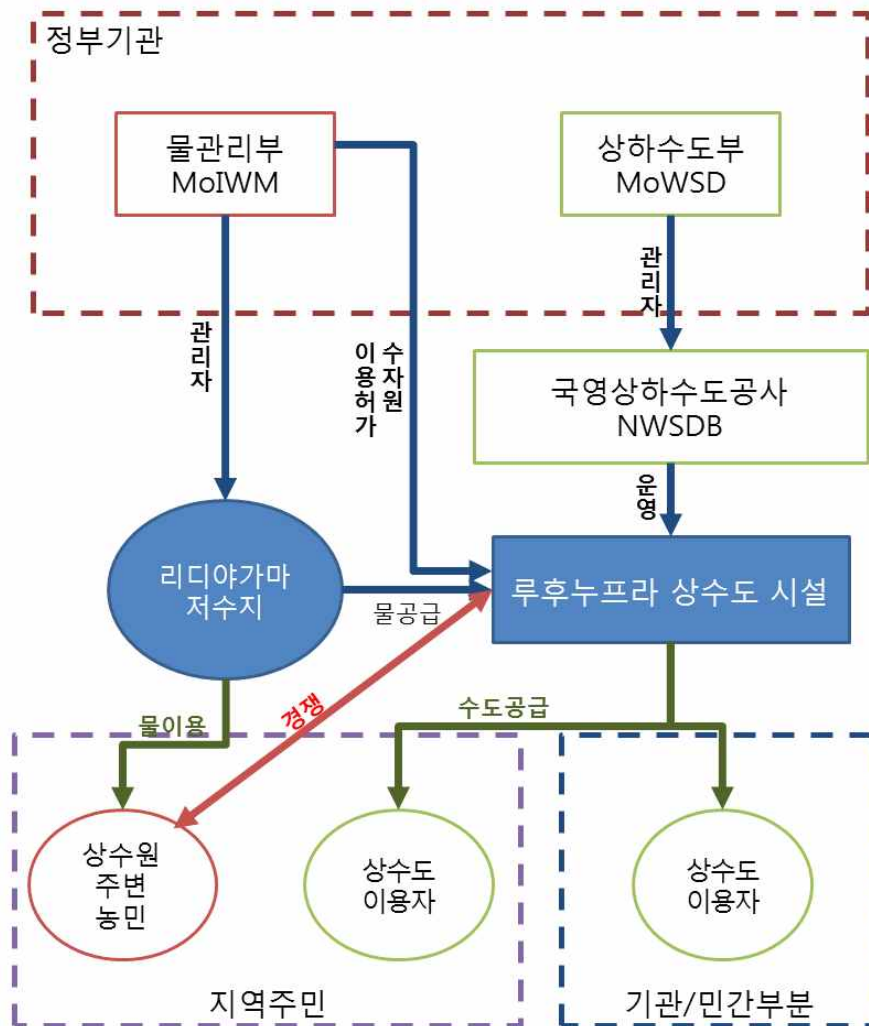 정부기관
물관리부
MoIWM
상하수도부
MoWSD
관리자
관리자
수자원
이용허가
국영상하수도공사
NWSDB
운영
리디야가마
저수지
물공급
루후누프라 상수도 시설
물이용
경쟁
수도공급
상수원
주변
농민
상수도
이용자
상수도
이용자
지역주민
기관/민간부분